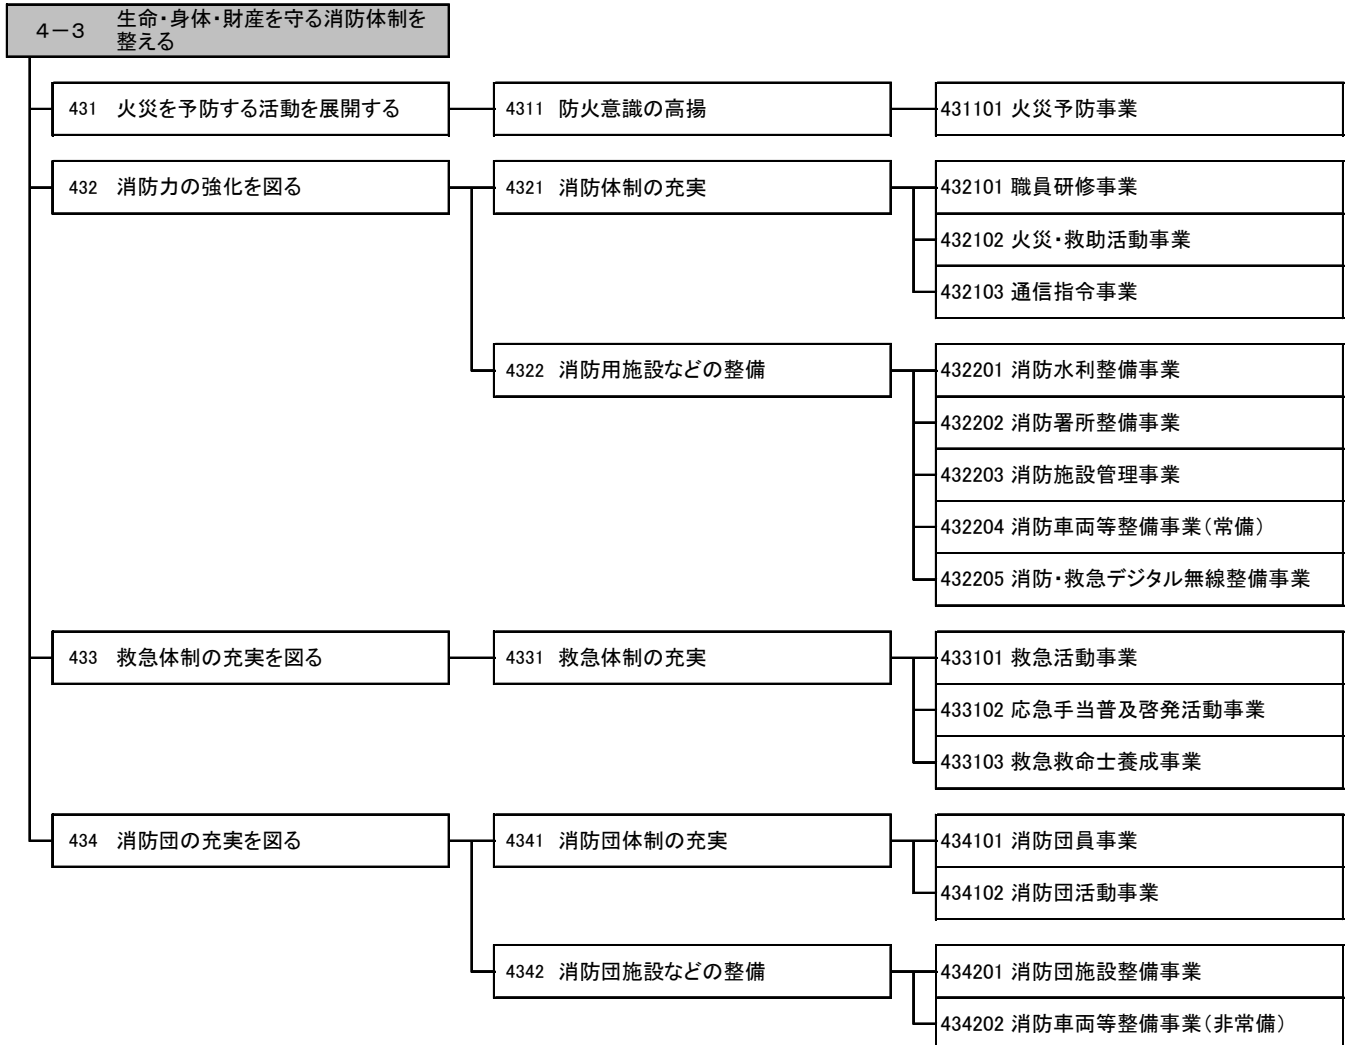 4－3 生命・身体・財産を守る消防体制を
整える
431 火災を予防する活動を展開する 4311 防火意識の高揚 431101 火災予防事業
432 消防力の強化を図る 4321 消防体制の充実 432101 職員研修事業
432102 火災・救助活動事業
432103 通信指令事業
4322 消防用施設などの整備 432201 消防水利整備事業
432202 消防署所整備事業
432203 消防施設管理事業
432204 消防車両等整備事業（常備）
432205 消防・救急デジタル無線整備事業
433 救急体制の充実を図る 4331 救急体制の充実 433101 救急活動事業
433102 応急手当普及啓発活動事業
433103 救急救命士養成事業
434 消防団の充実を図る 4341 消防団体制の充実 434101 消防団員事業
434102 消防団活動事業
4342 消防団施設などの整備 434201 消防団施設整備事業
434202 消防車両等整備事業（非常備）